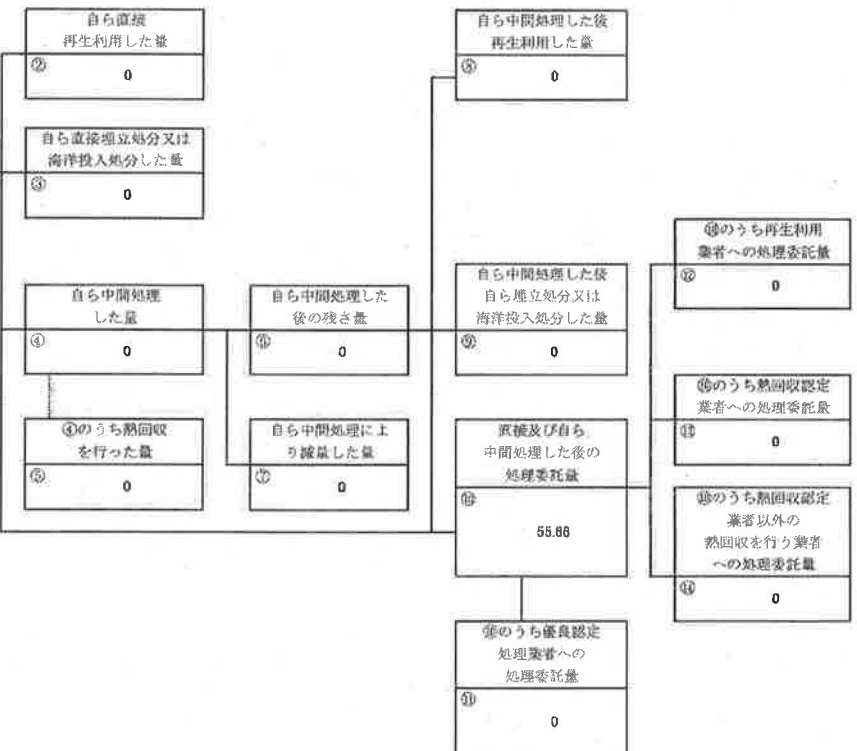 自ら直接
再生利用した量
②
0
自ら直接埋立処分又は
海洋投入処分した量
③
0
自ら中間処理
した量
④
0
④のうち熱回収
を行った量
⑤
0
自ら中間処理した
後の残さ量
⑥
0
自ら中間処理によ
り減量した量
⑦
0
自ら中間処理した後
再生利用した量
⑧
0
自ら中間処理した後
自ら埋立処分又は
海洋投入処分した量
⑨
0
直接及び自ら
中間処理した後の
処理委託量
⑩
55.66
⑩のうち優良認定
処理業者への
処理委託量
⑪
0
⑩のうち再生利用
業者への処理委託量
⑫
0
⑩のうち熱回収認定
業者への処理委託量
⑬
0
⑩のうち熱回収認定
業者以外の
熱回収を行う業者
への処理委託量
⑭
0